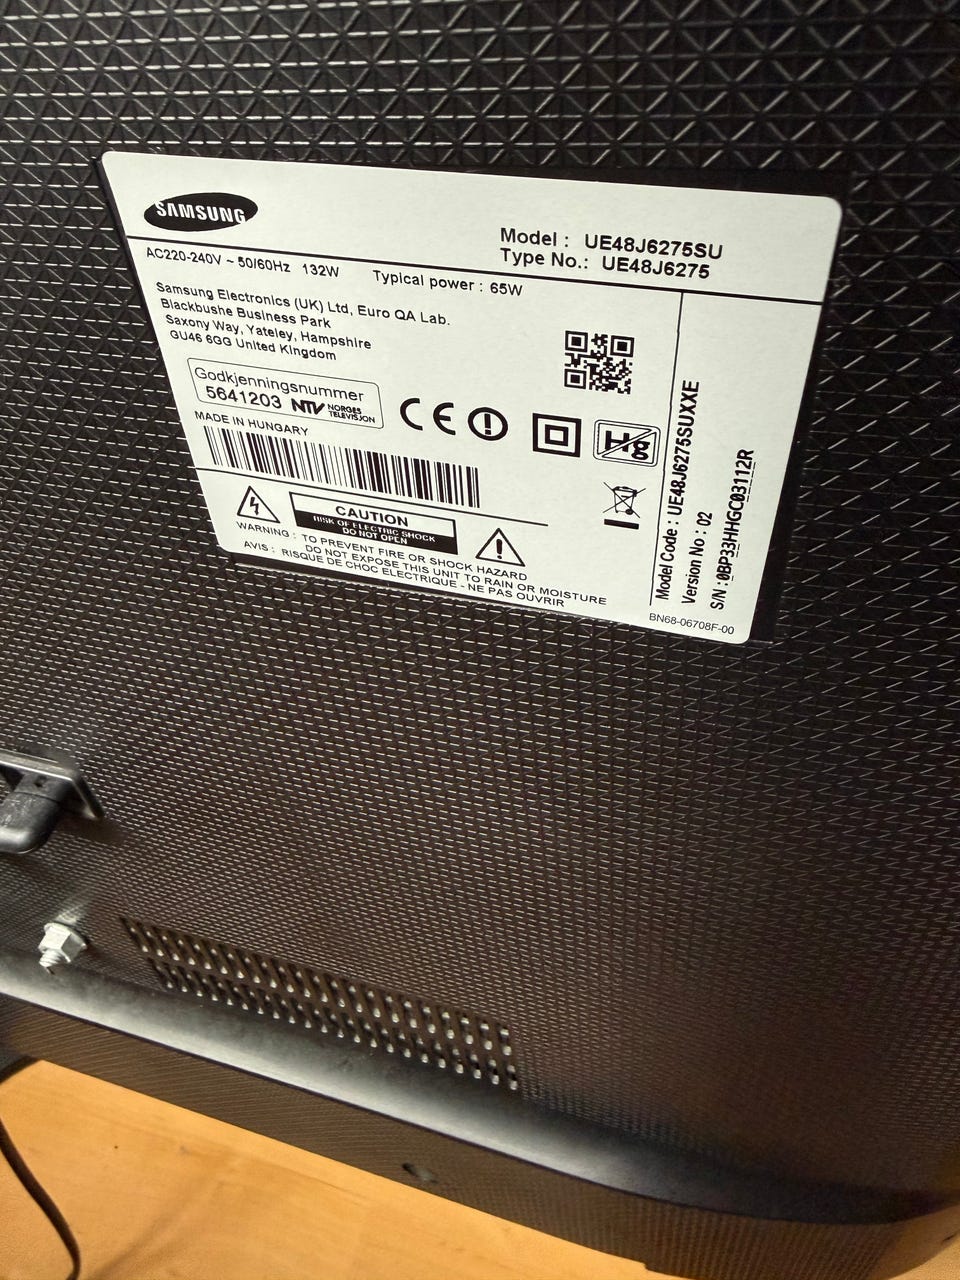 SAMSUNG
Model : UE48J6275SU
Type No.: UE48J6275
AC220-240V ~ 50/60Hz 132W Typical power : 65W
Samsung Electronics (UK) Ltd, Euro QA Lab.
Blackbushe Business Park
Saxony Way, Yateley, Hampshire
GU46 6GG United Kingdom
Godkjenningsnummer
5641203 NTV NORGES TELEVISJON
MADE IN HUNGARY
CE
Hg
CAUTION
RISK OF ELECTRIC SHOCK
DO NOT OPEN
WARNING : TO PREVENT FIRE OR SHOCK HAZARD
DO NOT EXPOSE THIS UNIT TO RAIN OR MOISTURE
AVIS : RISQUE DE CHOC ELECTRIQUE - NE PAS OUVRIR
Model Code : UE48J6275SUXXE
Version No : 02
S/N : 0BP33HHGC03112R
BN68-06708F-00